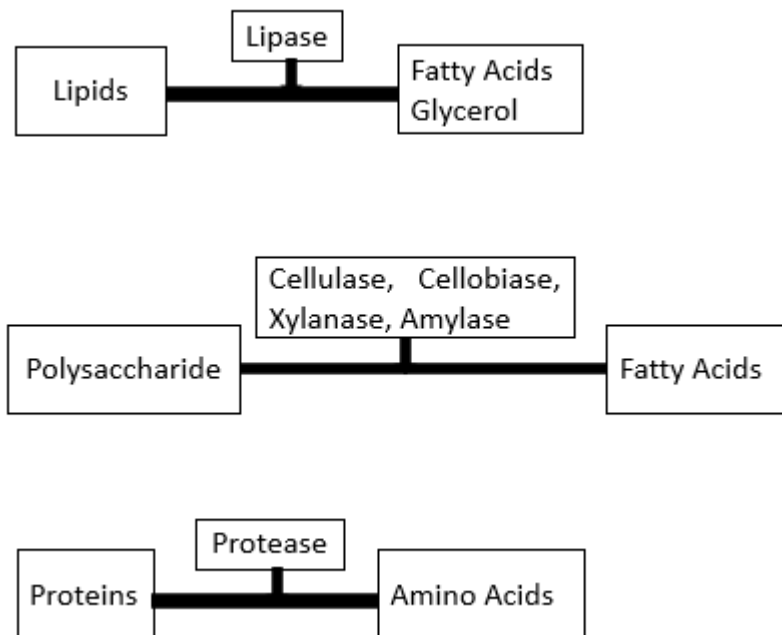 Lipase
Lipids
Fatty Acids
Glycerol
Cellulase, Cellobiase,
Xylanase, Amylase
Polysaccharide
Fatty Acids
Protease
Proteins
Amino Acids